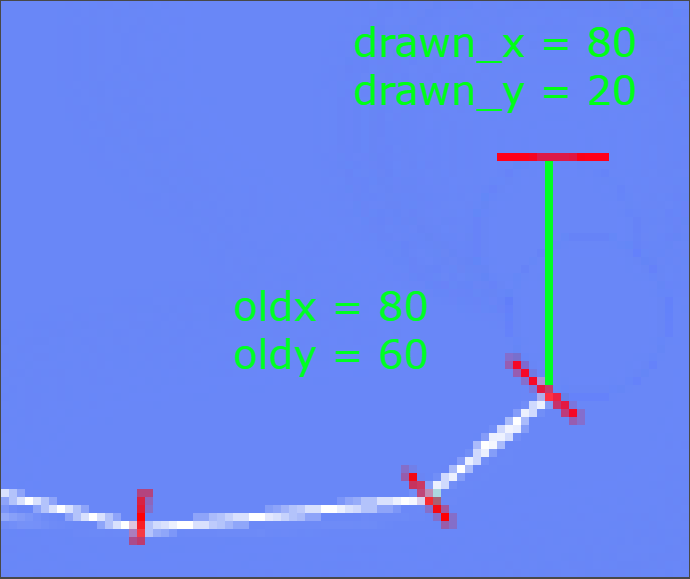 drawn_x = 80
drawn_y = 20
oldx = 80
oldy = 60